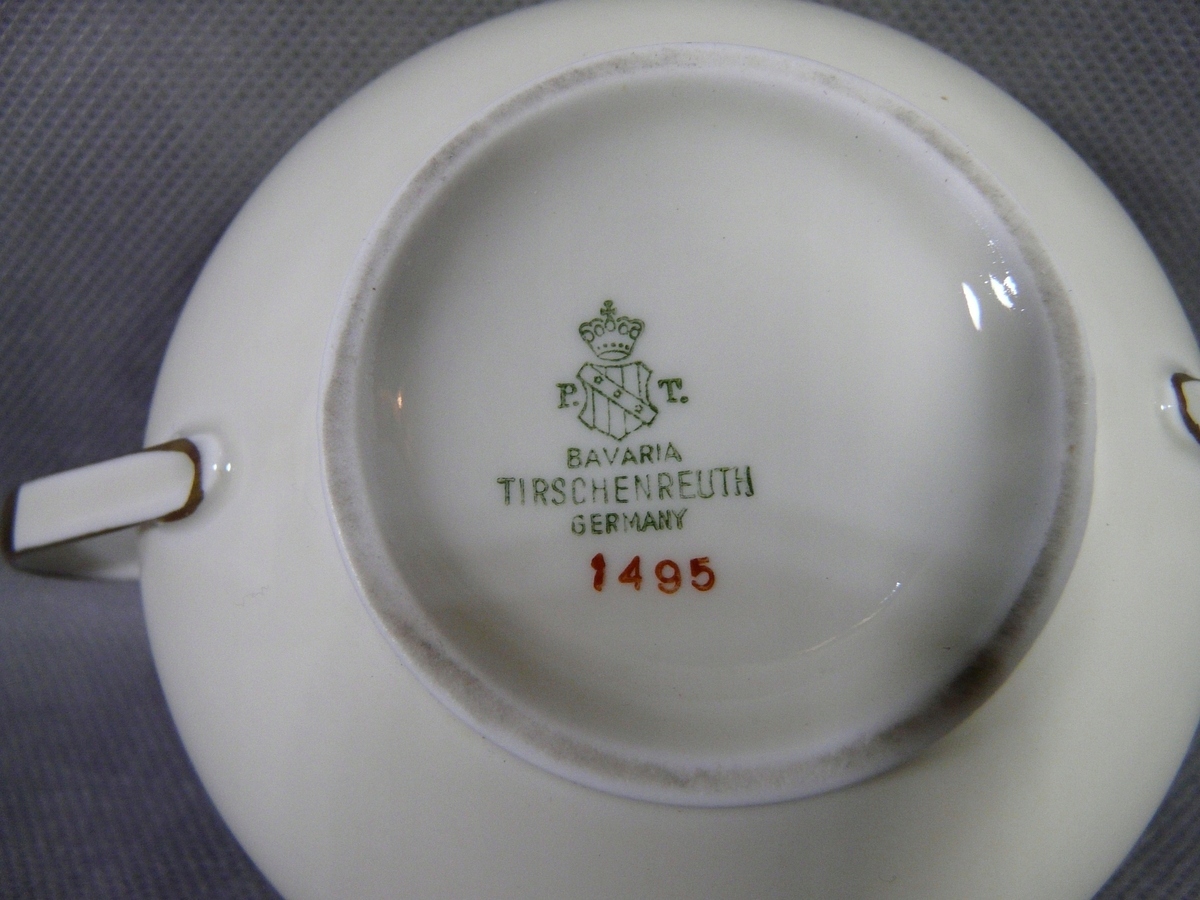 P. T.
BAVARIA
TIRSCHENREUTH
GERMANY
1495